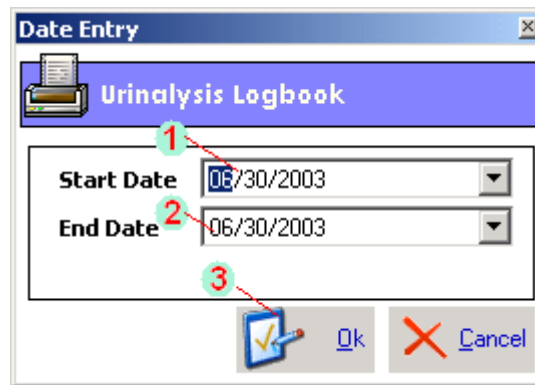 Date Entry
Urinalysis Logbook
1
Start Date 06/30/2003
2
End Date 06/30/2003
3
Ok Cancel